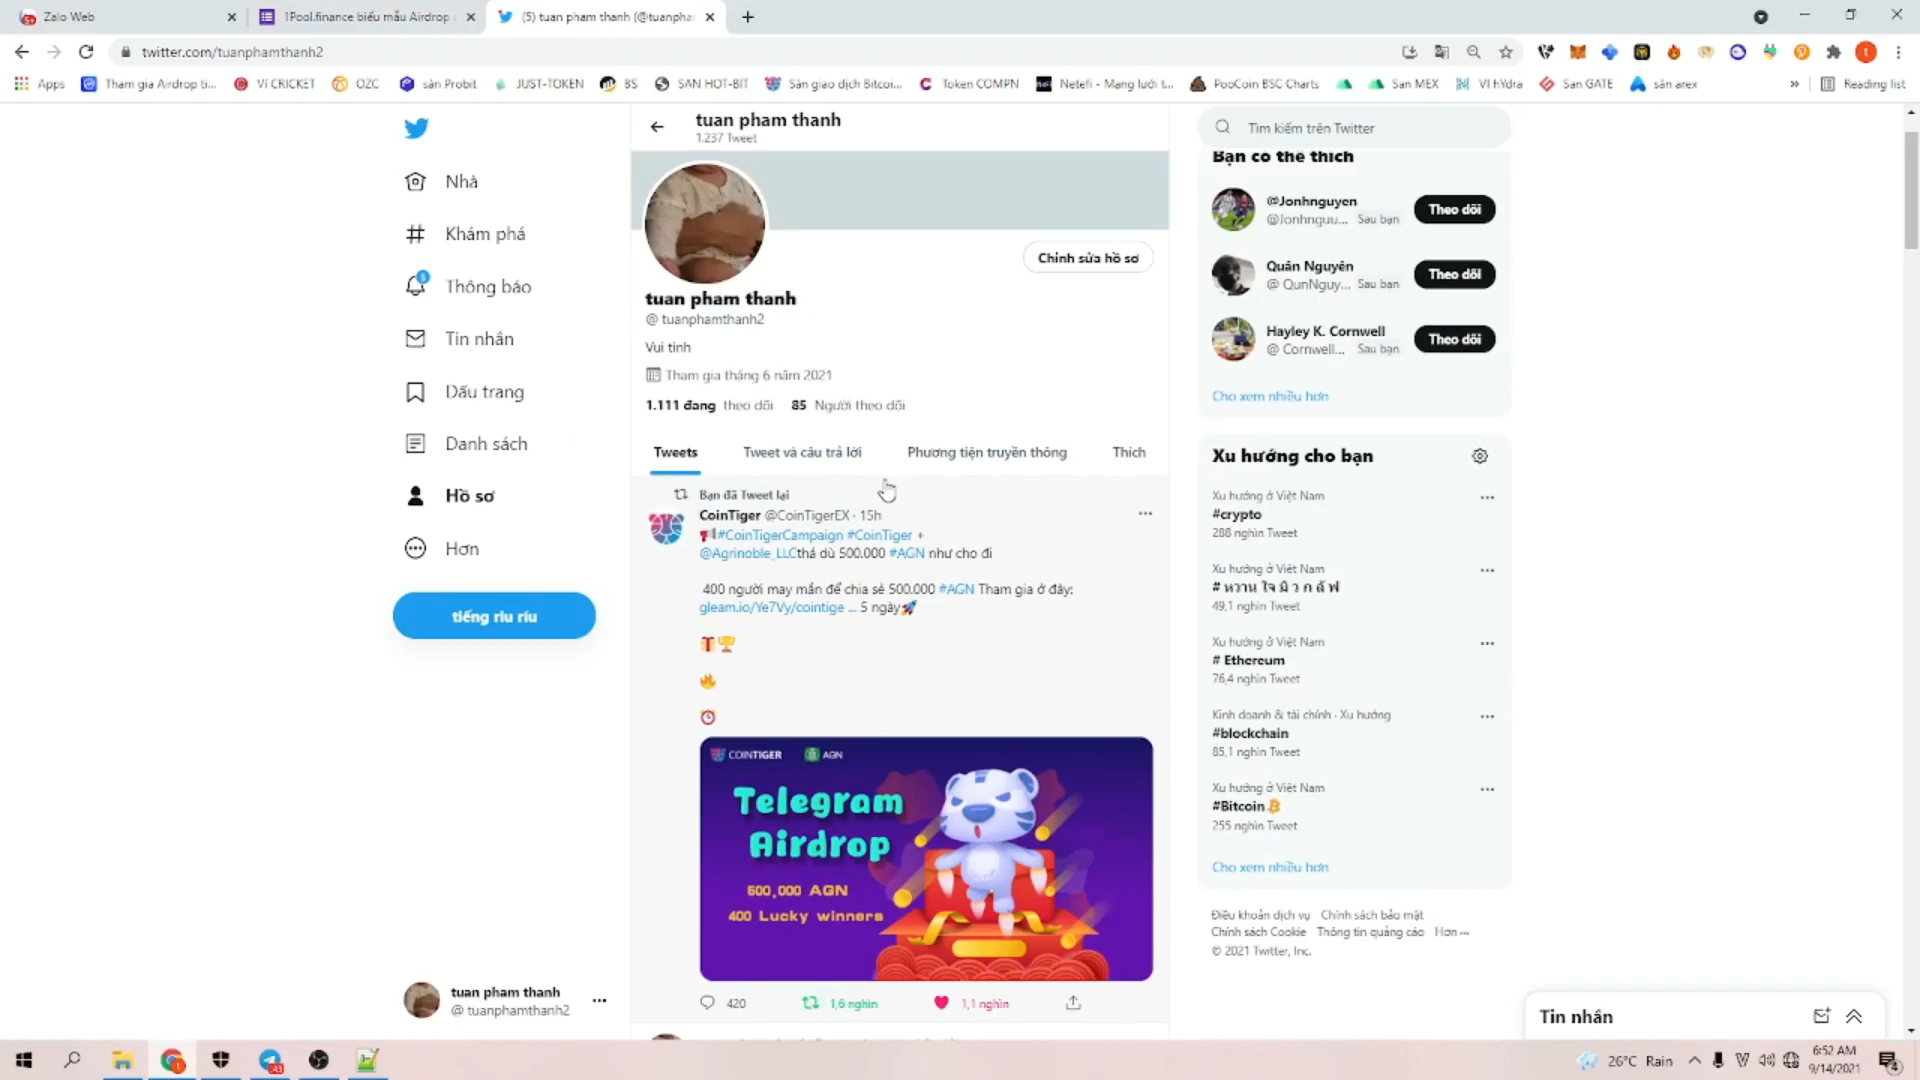 Zalo Web
1Pool.finance biểu mẫu Airdrop
(5) tuan pham thanh (@tuanpha
twitter.com/tuanphamthanh2
Apps
Tham gia Airdrop ti...
Ví CRICKET
OZC
sàn Probit
JUST-TOKEN
BS
SAN HOT-BIT
Sàn giao dịch Bitcoi...
Token COMPN
Netefi - Mạng lưới t...
PooCoin BSC Charts
San MEX
VI hYdra
San GATE
sàn arex
»
Reading list
Nhà
Khám phá
Thông báo
Tin nhắn
Dấu trang
Danh sách
Hồ sơ
Hơn
tiếng ríu ríu
tuan pham thanh
@ tuanphamthanh2
tuan pham thanh
1.237 Tweet
Chỉnh sửa hồ sơ
tuan pham thanh
@ tuanphamthanh2
Vui tính
Tham gia tháng 6 năm 2021
1.111 đang theo dõi 85 Người theo dõi
Tweets Tweet và câu trả lời Phương tiện truyền thông Thích
Bạn đã Tweet lại
CoinTiger @CoinTigerEX · 15h
📢#CoinTigerCampaign #CoinTiger +
@Agrinoble_LLCthả dù 500.000 #AGN như cho đi
400 người may mắn để chia sẻ 500.000 #AGN Tham gia ở đây:
gleam.io/Ye7Vy/cointige ... 5 ngày🚀
🎁🏆
🔥
⏰
COINTIGER AGN
Telegram
Airdrop
500,000 AGN
400 Lucky winners
420 1,6 nghìn 1,1 nghìn
Tìm kiếm trên Twitter
Bạn có thể thích
@Jonhnguyen
@Jonhnguu... Sau bạn
Theo dõi
Quân Nguyên
@ QunNguy... Sau bạn
Theo dõi
Hayley K. Cornwell
@ Cornwell... Sau bạn
Theo dõi
Cho xem nhiều hơn
Xu hướng cho bạn
Xu hướng ở Việt Nam
#crypto
288 nghìn Tweet
Xu hướng ở Việt Nam
# หวาน ใจ มิ ว ก ลั ฟ
49,1 nghìn Tweet
Xu hướng ở Việt Nam
# Ethereum
76,4 nghìn Tweet
Kinh doanh & tài chính · Xu hướng
#blockchain
85,1 nghìn Tweet
Xu hướng ở Việt Nam
#Bitcoin
255 nghìn Tweet
Cho xem nhiều hơn
Điều khoản dịch vụ Chính sách bảo mật
Chính sách Cookie Thông tin quảng cáo Hơn ···
© 2021 Twitter, Inc.
Tin nhắn
26°C Rain
6:52 AM
9/14/2021